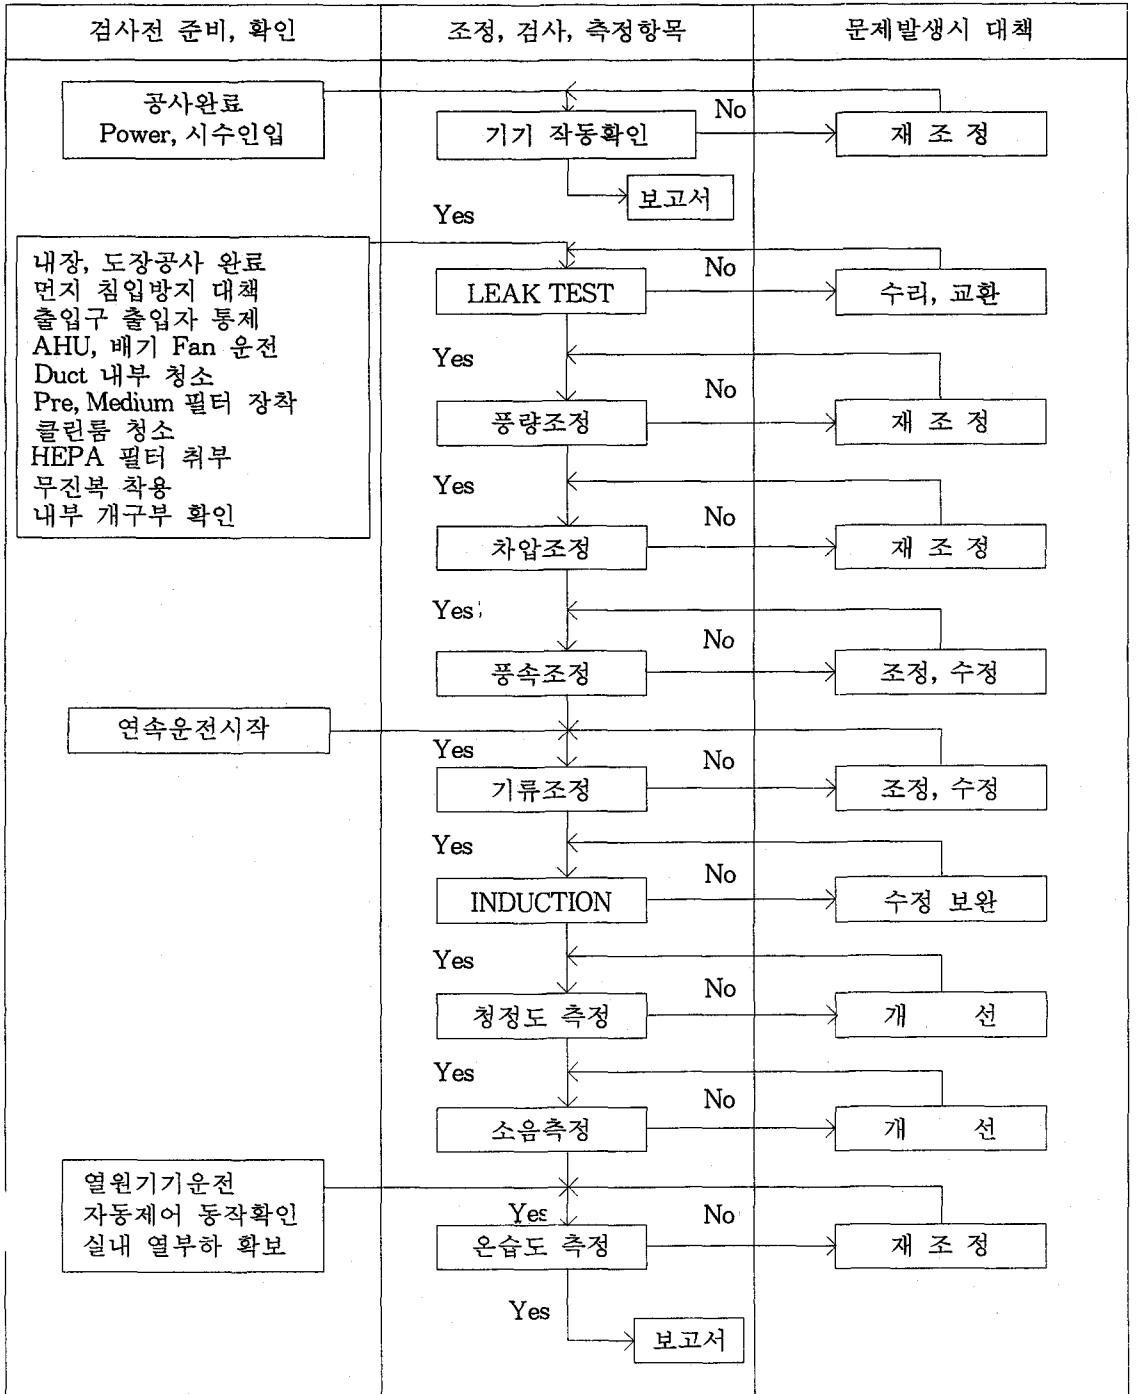 검사전 준비, 확인
조정, 검사, 측정항목
문제발생시 대책
공사완료
Power, 시수인입
기기 작동확인
No
재 조 정
보고서
Yes
내장, 도장공사 완료
먼지 침입방지 대책
출입구 출입자 통제
AHU, 배기 Fan 운전
Duct 내부 청소
Pre, Medium 필터 장착
클린룸 청소
HEPA 필터 취부
무진복 착용
내부 개구부 확인
LEAK TEST
No
수리, 교환
Yes
풍량조정
No
재 조 정
Yes
차압조정
No
재 조 정
Yes
풍속조정
No
조정, 수정
연속운전시작
Yes
기류조정
No
조정, 수정
Yes
INDUCTION
No
수정 보완
Yes
청정도 측정
No
개 선
Yes
소음측정
No
개 선
열원기기운전
자동제어 동작확인
실내 열부하 확보
Yes
온습도 측정
No
재 조 정
Yes
보고서